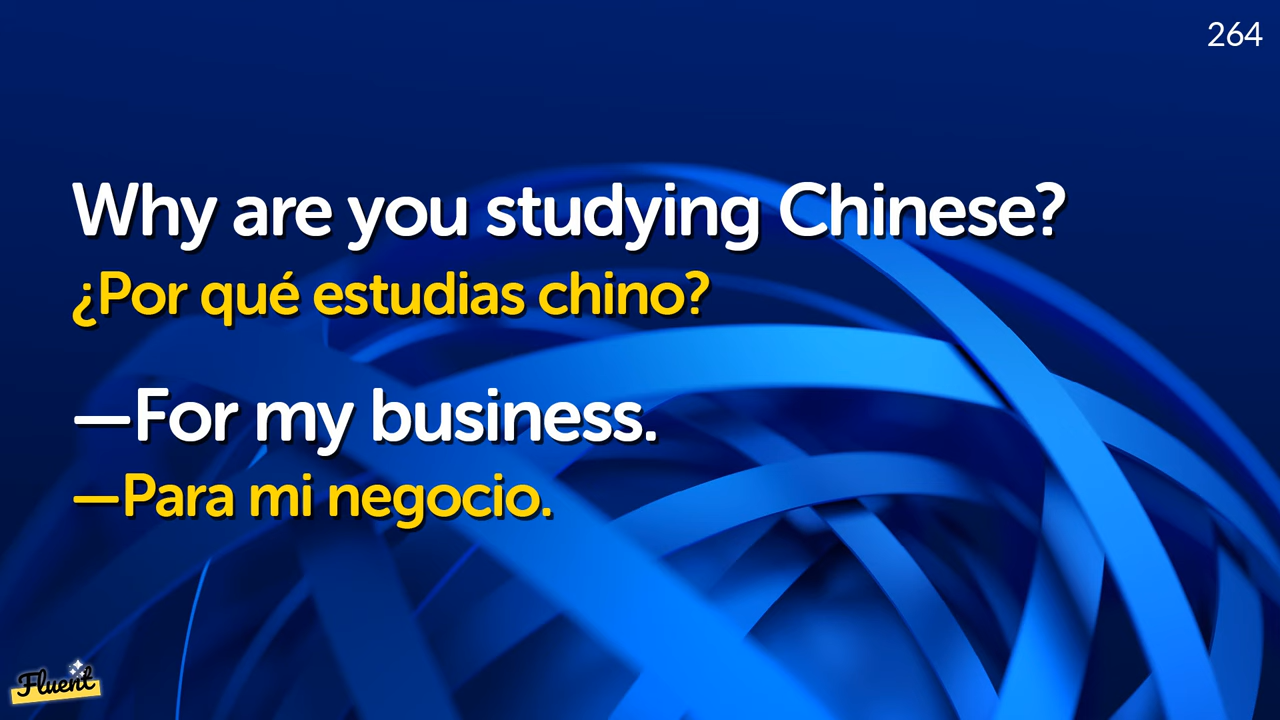 264
Why are you studying Chinese?
¿Por qué estudias chino?
—For my business.
—Para mi negocio.
Fluent